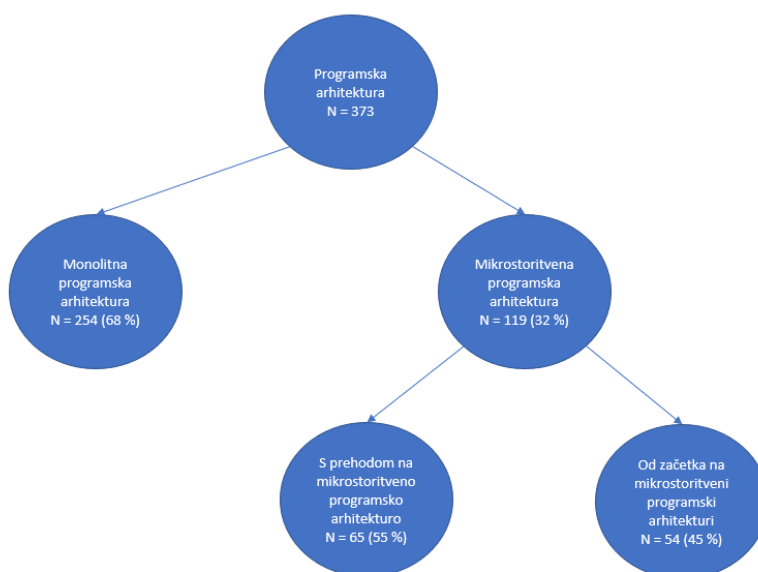 Programska
arhitektura
N = 373
Monolitna
programska
arhitektura
N = 254 (68 %)
Mikrostoritvena
programska
arhitektura
N = 119 (32 %)
S prehodom na
mikrostoritveno
programsko
arhitekturo
N = 65 (55 %)
Od začetka na
mikrostoritveni
programski
arhitekturi
N = 54 (45 %)